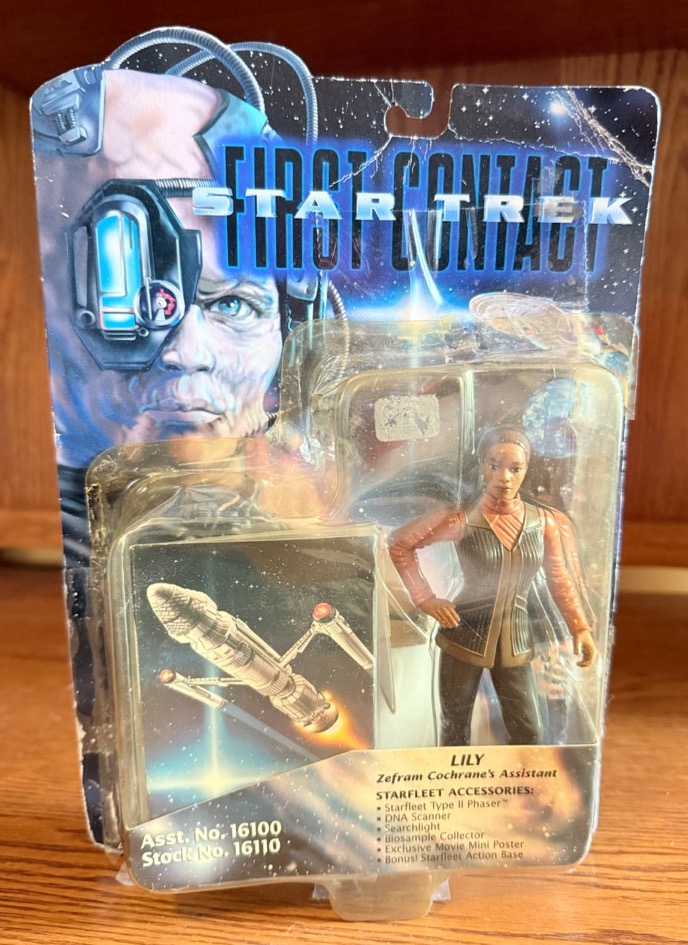 FIRST CONTACT
STAR TREK
LILY
Zefram Cochrane's Assistant
STARFLEET ACCESSORIES:
▪ Starfleet Type II Phaser™
▪ DNA Scanner
▪ Searchlight
▪ Biosample Collector
▪ Exclusive Movie Mini Poster
▪ Bonus! Starfleet Action Base
Asst. No. 16100
Stock No. 16110